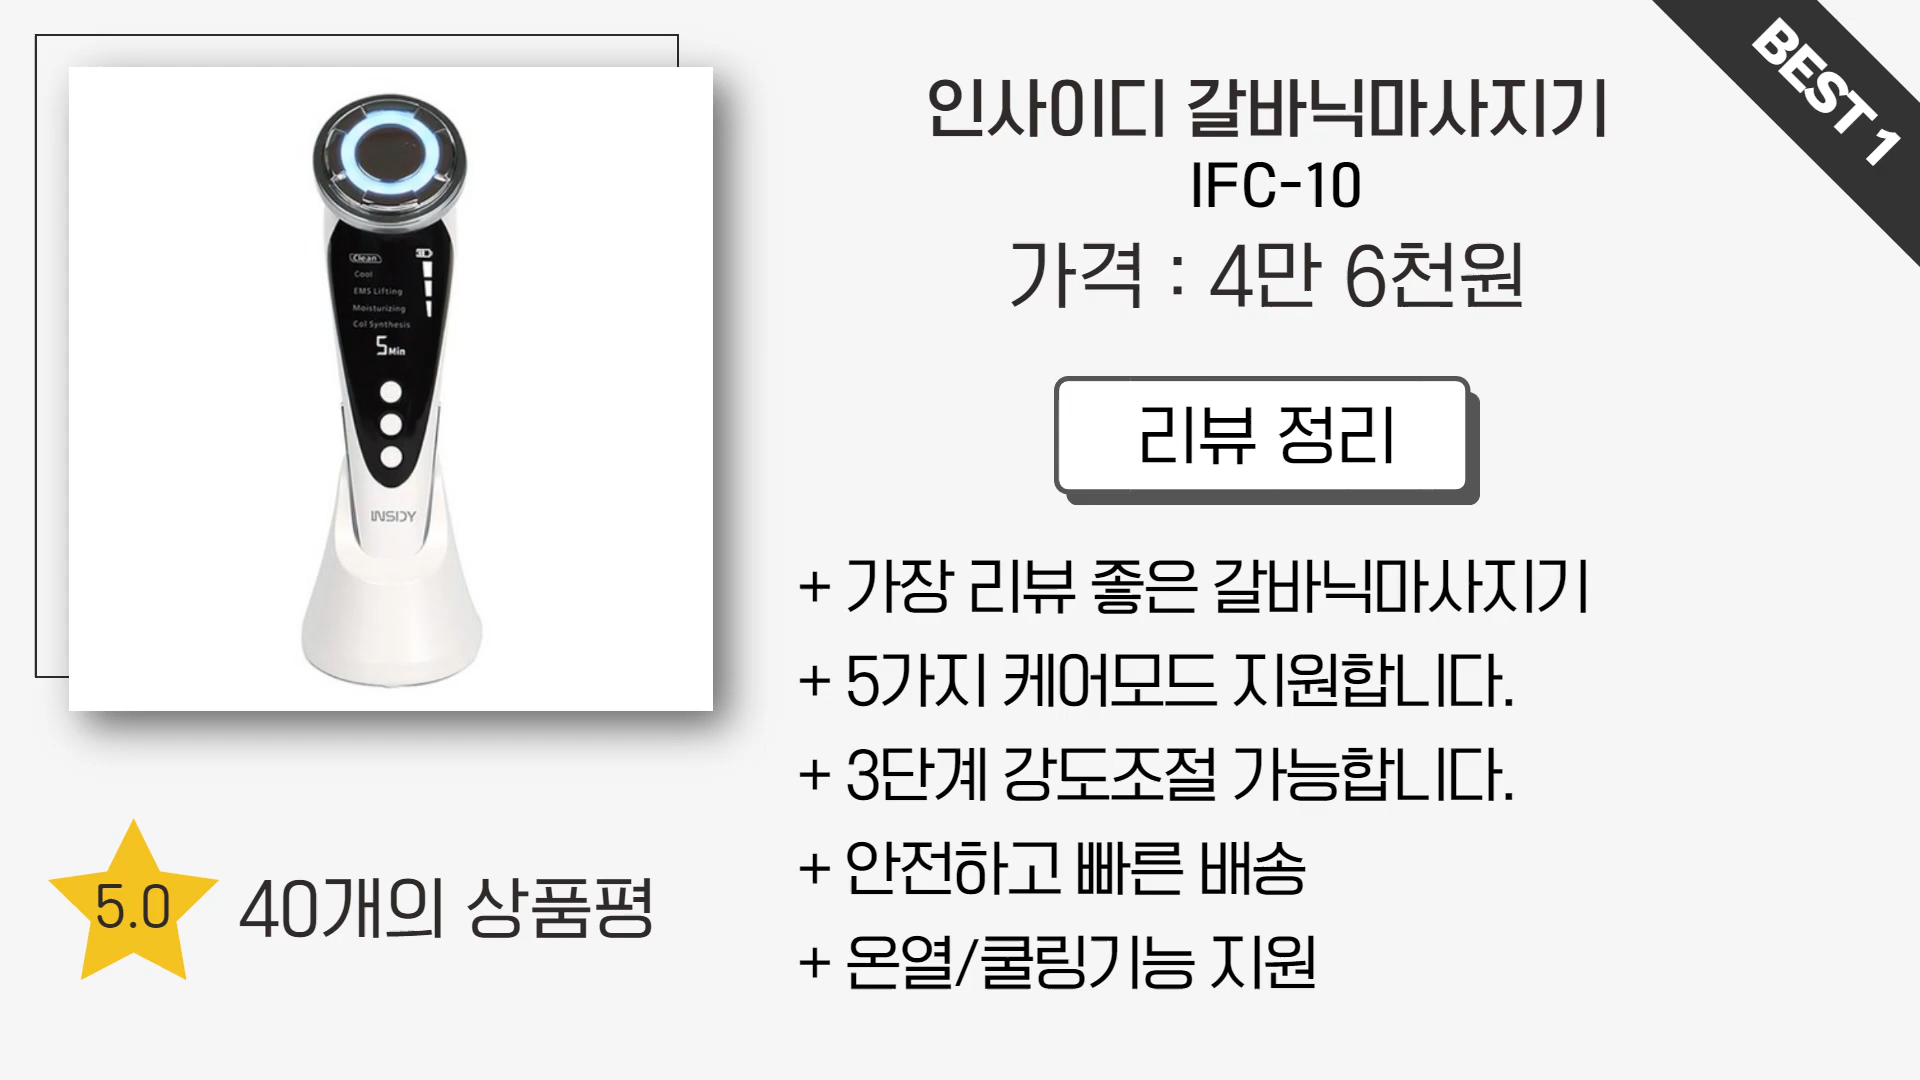 BEST 1
인사이디 갈바닉마사지기
IFC-10
가격 : 4만 6천원
Clean
Cool
EMS Lifting
Moisturizing
Col Synthesis
5Min
INSIDY
리뷰 정리
+ 가장 리뷰 좋은 갈바닉마사지기
+ 5가지 케어모드 지원합니다.
+ 3단계 강도조절 가능합니다.
+ 안전하고 빠른 배송
+ 온열/쿨링기능 지원
5.0
40개의 상품평